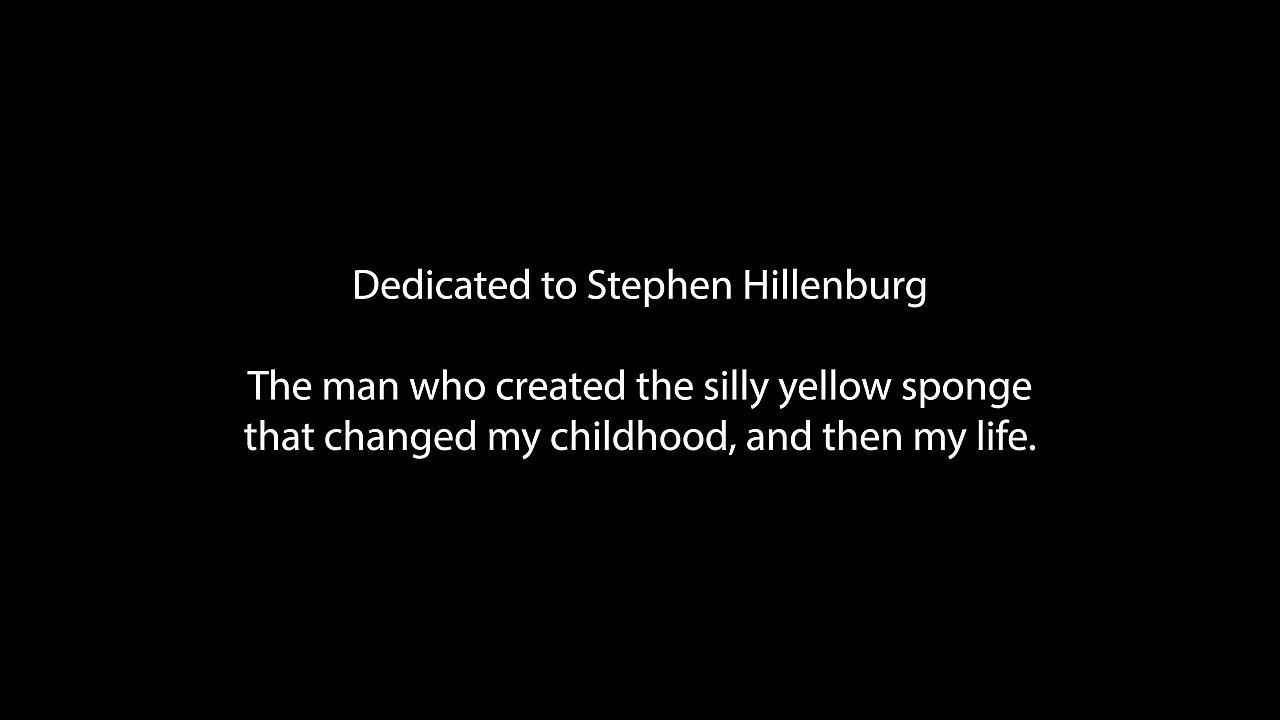 Dedicated to Stephen Hillenburg
The man who created the silly yellow sponge
that changed my childhood, and then my life.